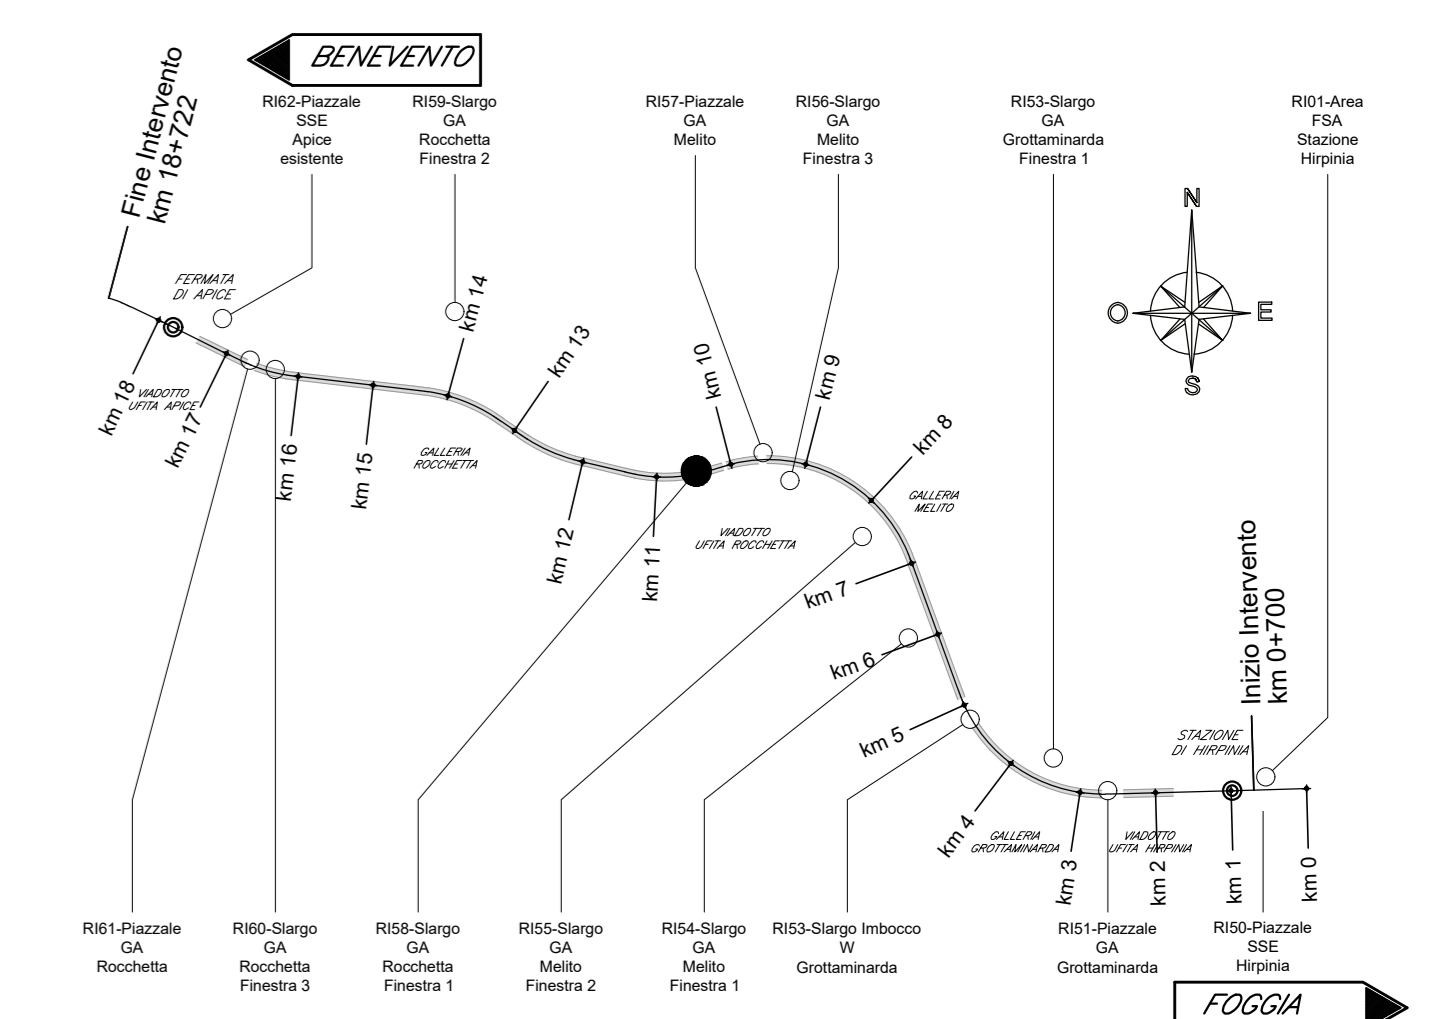 BENEVENTO
Fine Intervento
km 18+722
RI62-Piazzale
SSE
Apice
esistente
RI59-Slargo
GA
Rocchetta
Finestra 2
RI57-Piazzale
GA
Melito
RI56-Slargo
GA
Melito
Finestra 3
RI53-Slargo
GA
Grottaminarda
Finestra 1
RI01-Area
FSA
Stazione
Hirpinia
N
O
E
S
FERMATA
DI APICE
VIADOTTO
UFITA APICE
GALLERIA
ROCCHETTA
VIADOTTO
UFITA ROCCHETTA
GALLERIA
MELITO
GALLERIA
GROTTAMINARDA
VIADOTTO
UFITA HIRPINIA
STAZIONE
DI HIRPINIA
Inizio Intervento
km 0+700
km 18
km 17
km 16
km 15
km 14
km 13
km 12
km 11
km 10
km 9
km 8
km 7
km 6
km 5
km 4
km 3
km 2
km 1
km 0
RI61-Piazzale
GA
Rocchetta
RI60-Slargo
GA
Rocchetta
Finestra 3
RI58-Slargo
GA
Rocchetta
Finestra 1
RI55-Slargo
GA
Melito
Finestra 2
RI54-Slargo
GA
Melito
Finestra 1
RI53-Slargo Imbocco
W
Grottaminarda
RI51-Piazzale
GA
Grottaminarda
RI50-Piazzale
SSE
Hirpinia
FOGGIA